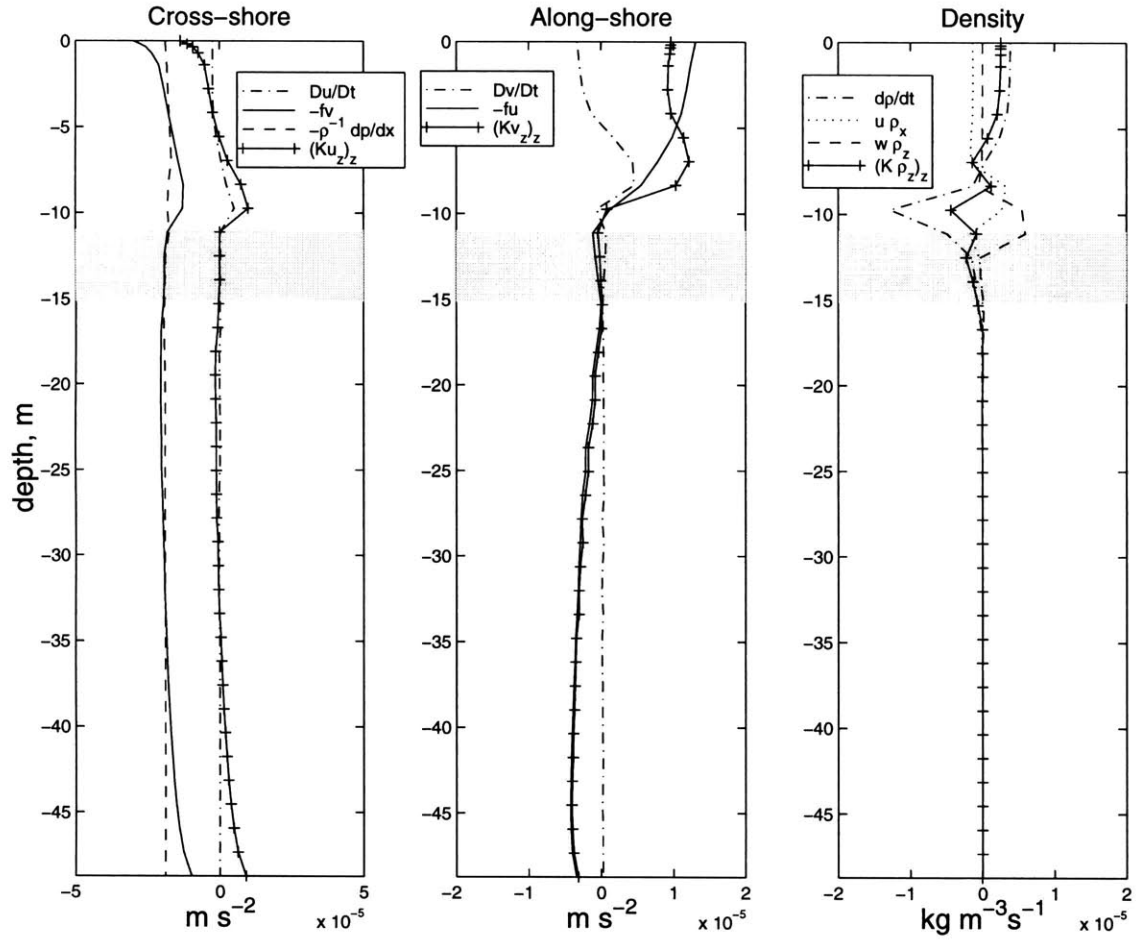 Cross−shore
Along−shore
Density
Du/Dt
−fv
−ρ⁻¹ dp/dx
(Ku_z)_z
Dv/Dt
−fu
(Kv_z)_z
dρ/dt
u ρ_x
w ρ_z
(K ρ_z)_z
depth, m
0
−5
−10
−15
−20
−25
−30
−35
−40
−45
0
−5
−10
−15
−20
−25
−30
−35
−40
−45
0
−5
−10
−15
−20
−25
−30
−35
−40
−45
−5 0 5
−2 −1 0 1 2
−2 −1 0 1 2
m s⁻²
x 10⁻⁵
m s⁻²
x 10⁻⁵
kg m⁻³s⁻¹
x 10⁻⁵